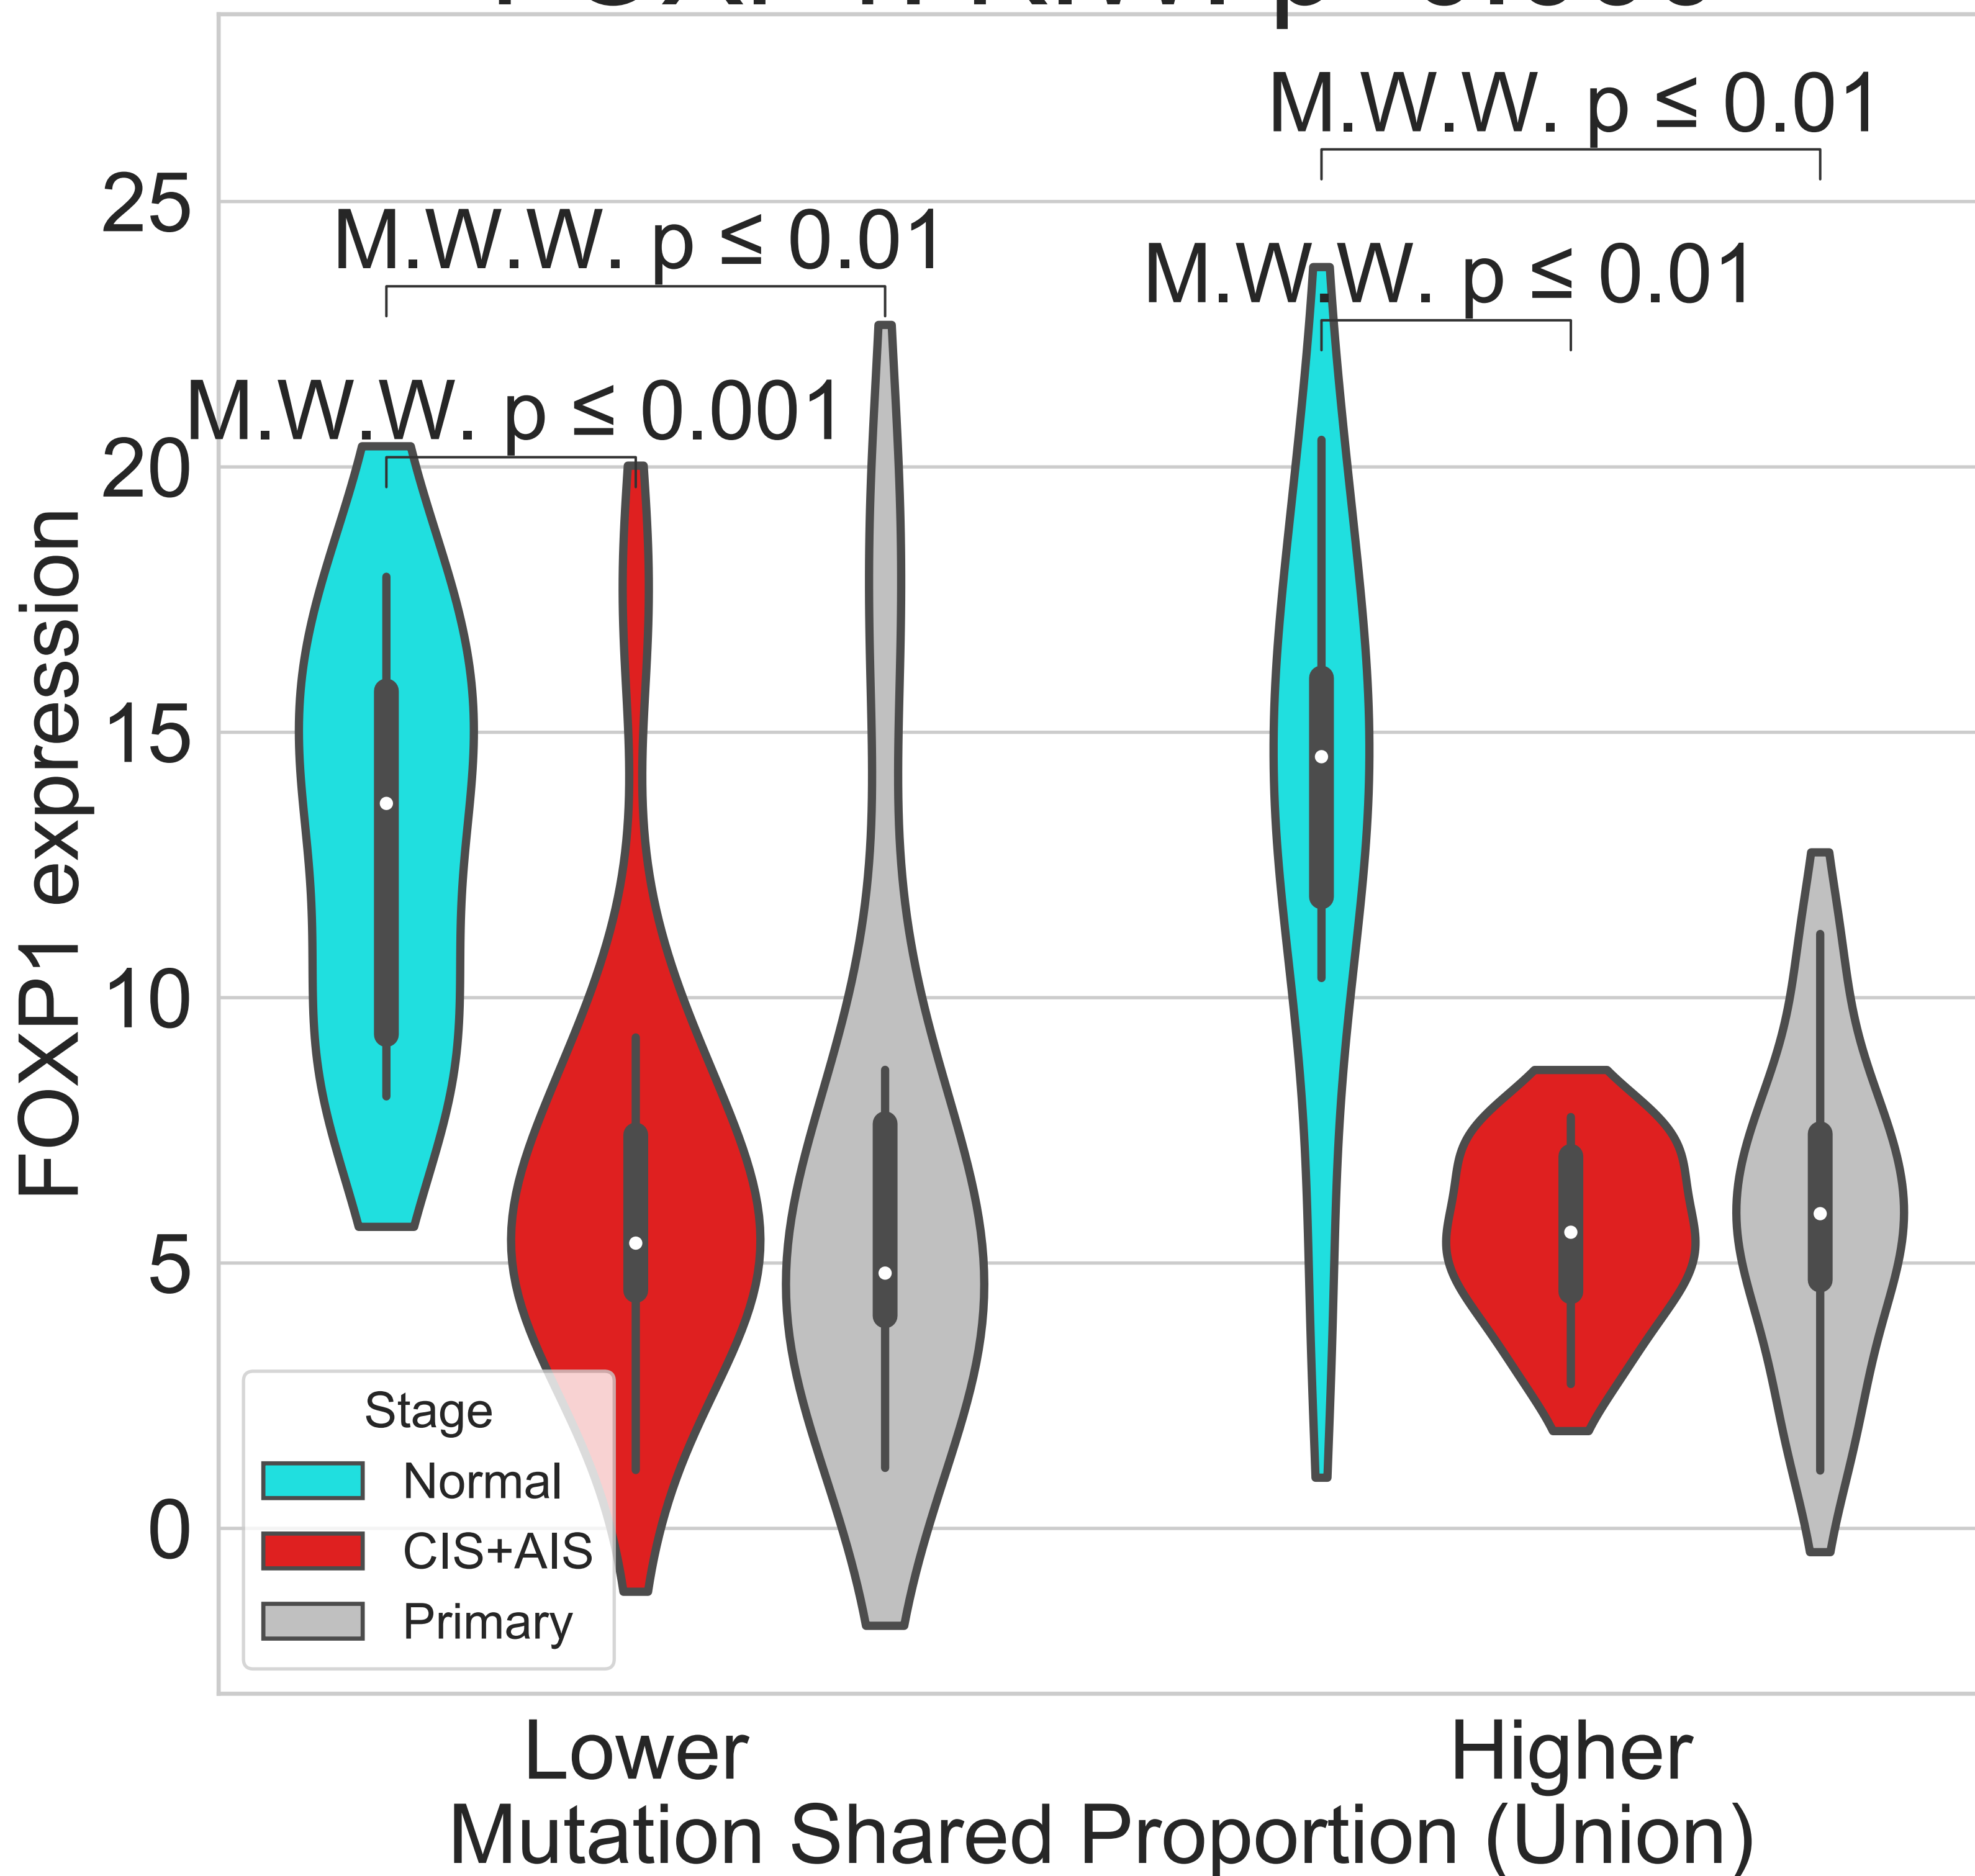 M.W.W. p ≤ 0.01
25
M.W.W. p ≤ 0.01
M.W.W. p ≤ 0.01
M.W.W. p ≤ 0.001
20
15
10
5
0
FOXP1 expression
Stage
Normal
CIS+AIS
Primary
Lower
Higher
Mutation Shared Proportion (Union)